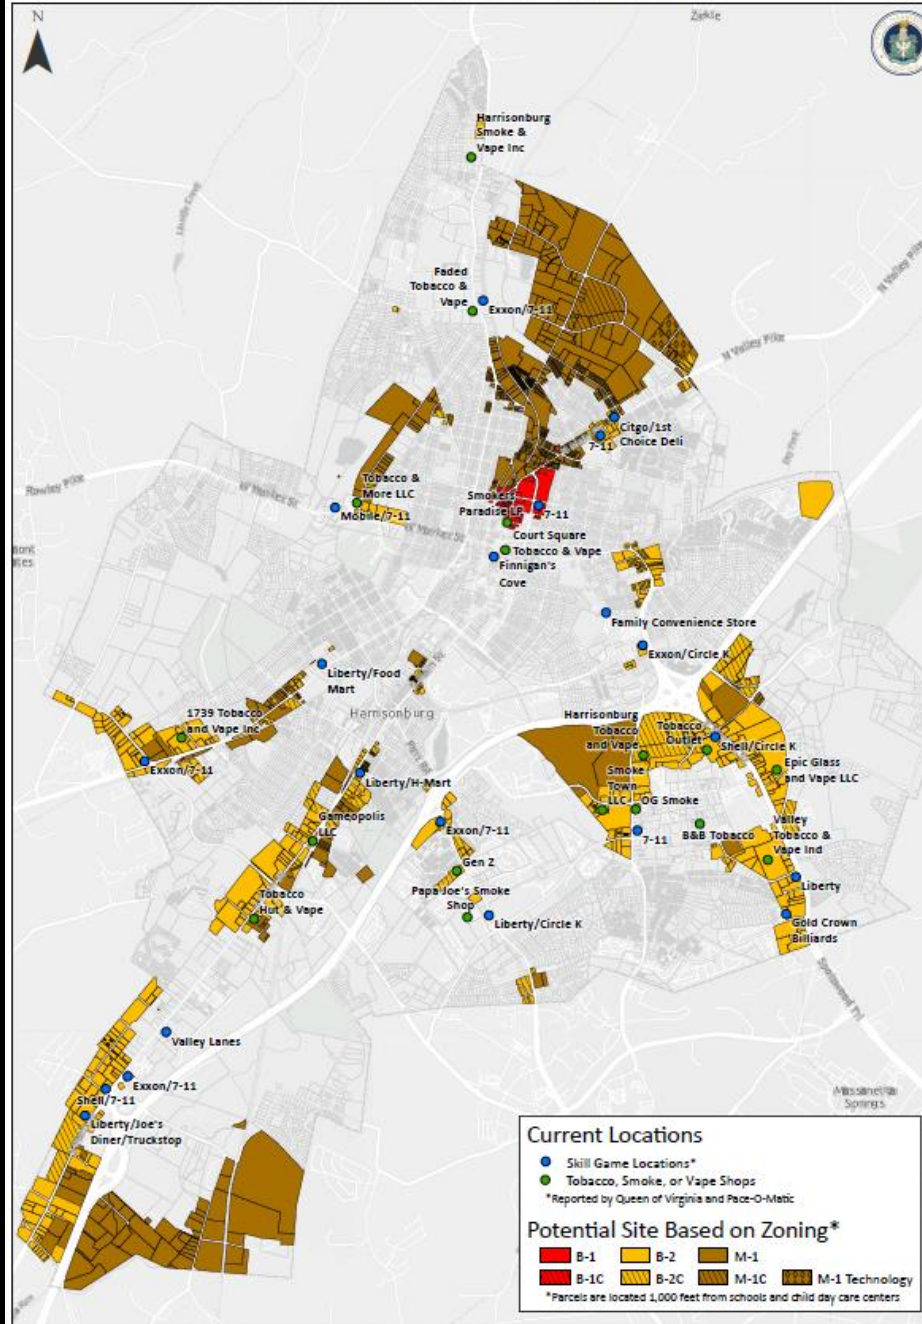 N
Zirkle
Harrisonburg
Smoke &
Vape Inc
Linville Creek
N Valley Pike
Faded
Tobacco &
Vape
Exxon/7-11
N Valley Pike
Citgo/1st
Choice Deli
7-11
Tobacco &
More LLC
Rawley Pike
W Market St
Mobile/7-11
W Market St
Smokers
Paradise LP
7-11
Court Square
Tobacco & Vape
Finnigan's
Cove
Family Convenience Store
Exxon/Circle K
Liberty/Food
Mart
1739 Tobacco
and Vape Inc
Harrisonburg
Exxon/7-11
Harrisonburg
Tobacco
and Vape
Tobacco
Outlet
Shell/Circle K
Epic Glass
and Vape LLC
Liberty/H-Mart
Smoke
Town
LLC
OG Smoke
Gameopolis
LLC
Exxon/7-11
7-11
B&B Tobacco
Valley
Tobacco &
Vape Ind
Gen Z
Liberty
Papa Joe's Smoke
Shop
Tobacco
Hut & Vape
Liberty/Circle K
Gold Crown
Billiards
Spotswood Trl
Valley Lanes
Exxon/7-11
Shell/7-11
Liberty/Joe's
Diner/Truckstop
Massanetta
Springs
Current Locations
Skill Game Locations*
Tobacco, Smoke, or Vape Shops
*Reported by Queen of Virginia and Pace-O-Matic
Potential Site Based on Zoning*
B-1 B-2 M-1
B-1C B-2C M-1C M-1 Technology
*Parcels are located 1,000 feet from schools and child day care centers